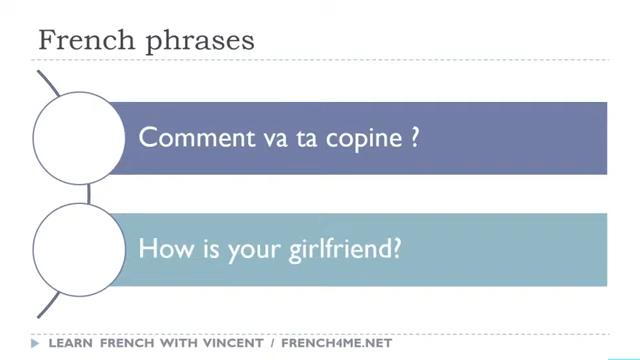 French phrases
Comment va ta copine ?
How is your girlfriend?
LEARN FRENCH WITH VINCENT / FRENCH4ME.NET